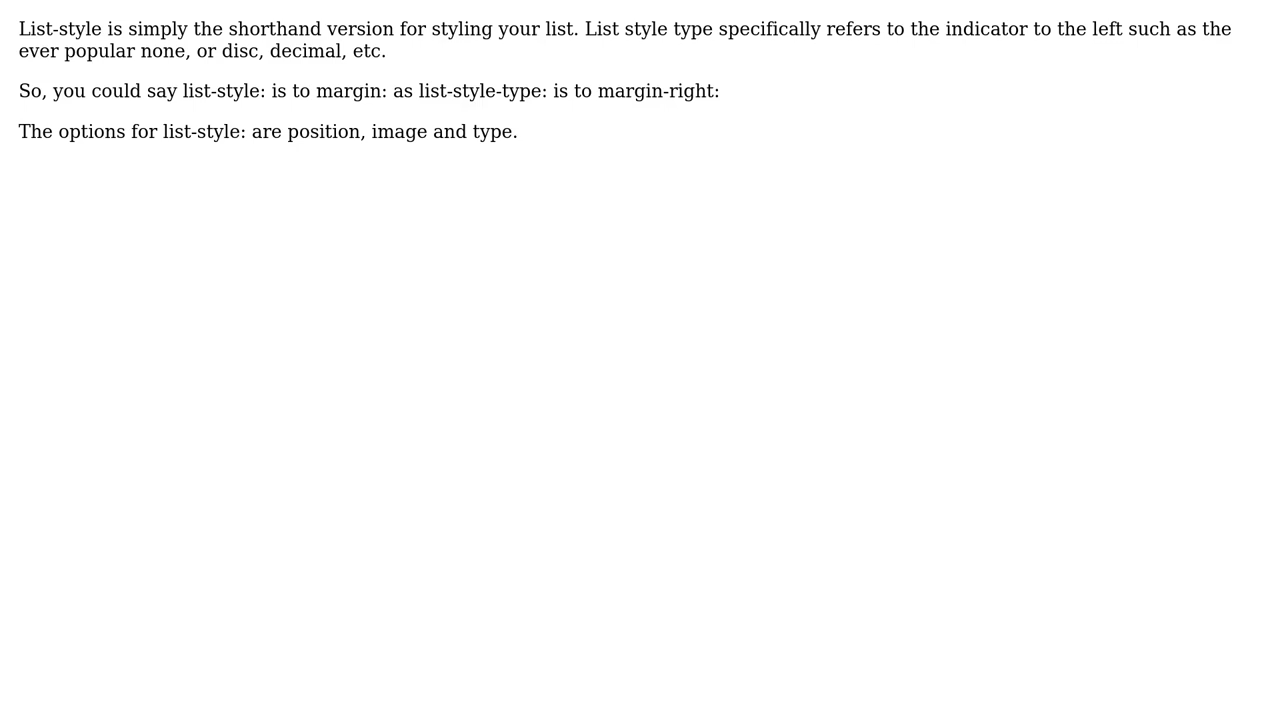 List-style is simply the shorthand version for styling your list. List style type specifically refers to the indicator to the left such as the
ever popular none, or disc, decimal, etc.
So, you could say list-style: is to margin: as list-style-type: is to margin-right:
The options for list-style: are position, image and type.